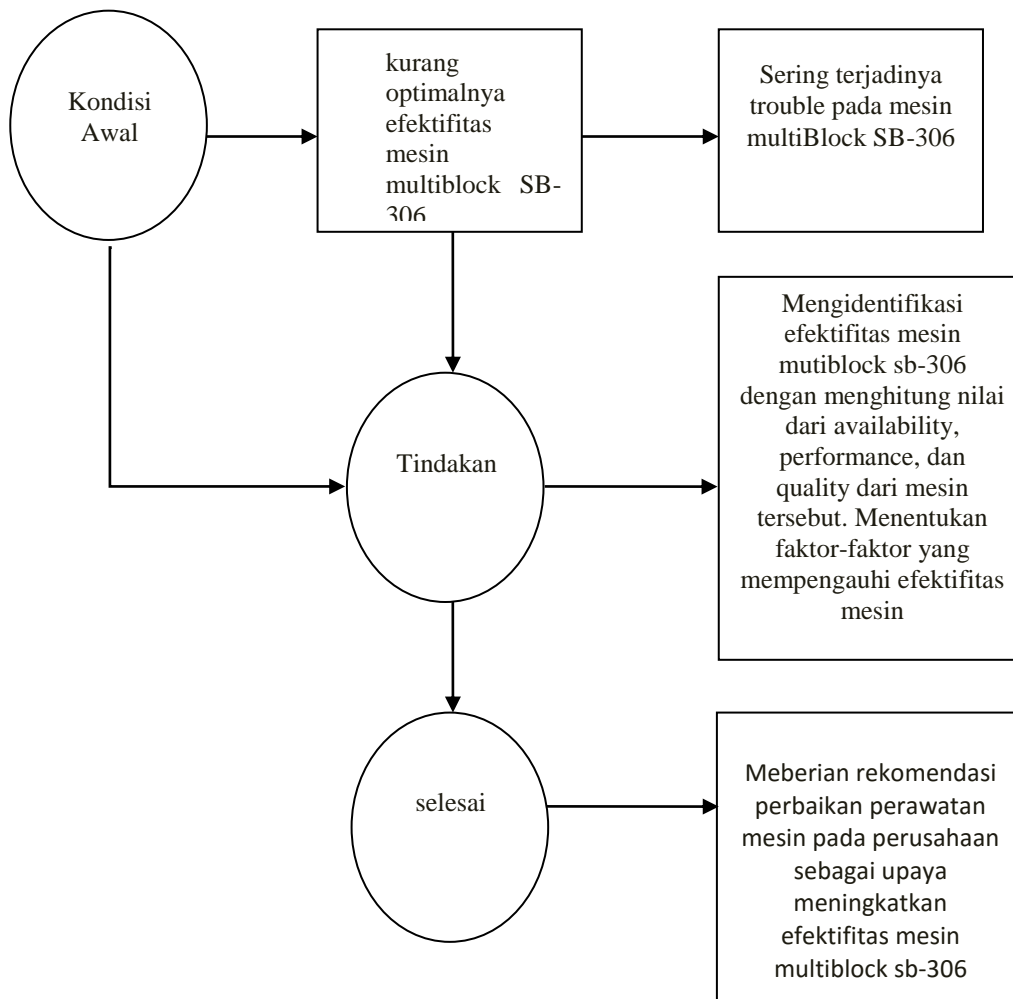 Kondisi
Awal
kurang
optimalnya
efektifitas
mesin
multiblock SB-
306
Sering terjadinya
trouble pada mesin
multiBlock SB-306
Tindakan
Mengidentifikasi
efektifitas mesin
mutiblock sb-306
dengan menghitung nilai
dari availability,
performance, dan
quality dari mesin
tersebut. Menentukan
faktor-faktor yang
mempengauhi efektifitas
mesin
selesai
Meberian rekomendasi
perbaikan perawatan
mesin pada perusahaan
sebagai upaya
meningkatkan
efektifitas mesin
multiblock sb-306